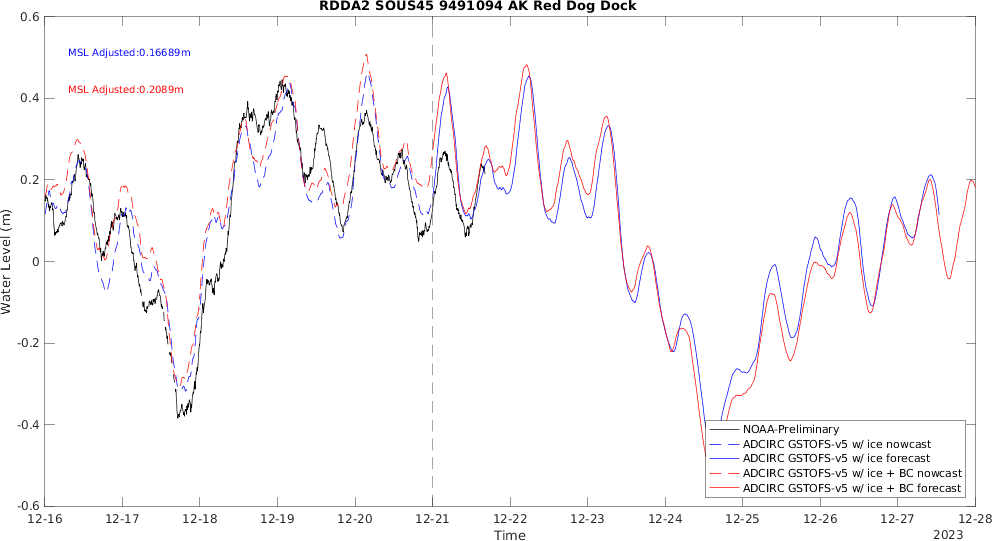 RDDA2 SOUS45 9491094 AK Red Dog Dock
MSL Adjusted:0.16689m
MSL Adjusted:0.2089m
Water Level (m)
0.6
0.4
0.2
0
-0.2
-0.4
-0.6
NOAA-Preliminary
ADCIRC GSTOFS-v5 w/ ice nowcast
ADCIRC GSTOFS-v5 w/ ice forecast
ADCIRC GSTOFS-v5 w/ ice + BC nowcast
ADCIRC GSTOFS-v5 w/ ice + BC forecast
12-16 12-17 12-18 12-19 12-20 12-21 12-22 12-23 12-24 12-25 12-26 12-27 12-28
Time
2023